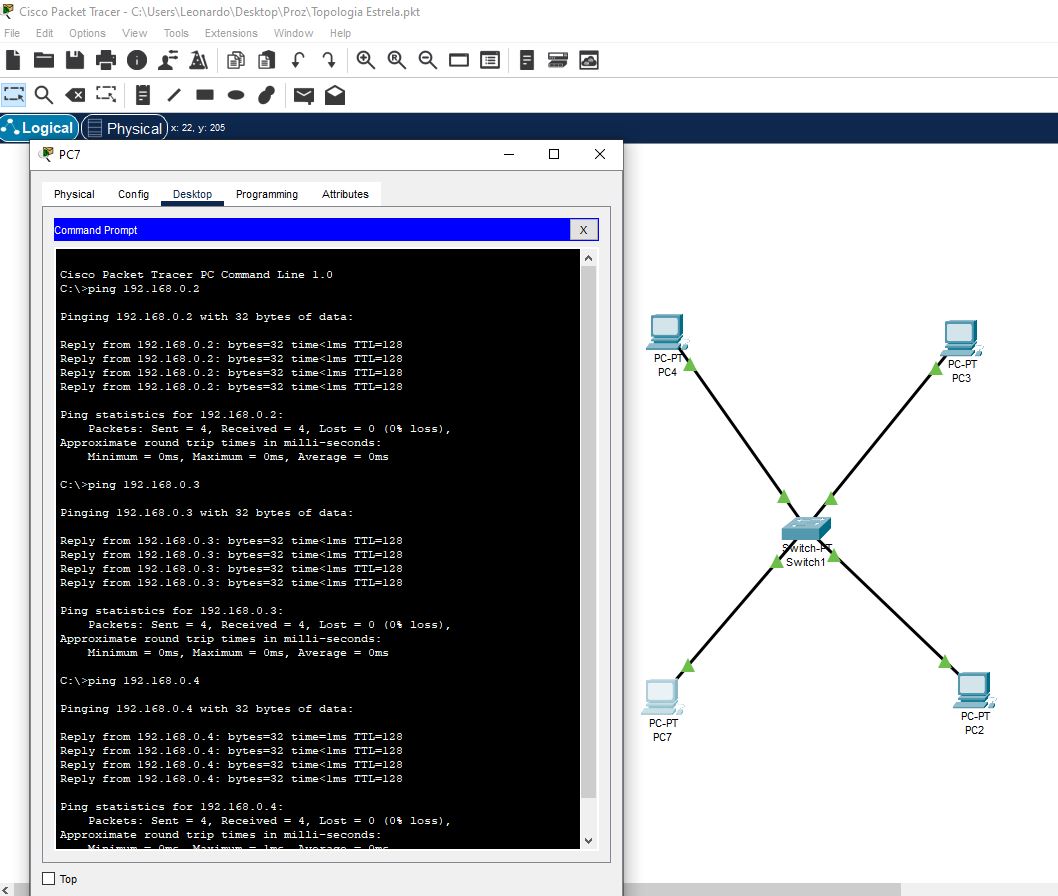 Cisco Packet Tracer - C:\Users\Leonardo\Desktop\Proz\Topologia Estrela.pkt
File Edit Options View Tools Extensions Window Help
Logical Physical x: 22, y: 205
PC7
Physical Config Desktop Programming Attributes
Command Prompt X
Cisco Packet Tracer PC Command Line 1.0
C:\>ping 192.168.0.2
Pinging 192.168.0.2 with 32 bytes of data:
Reply from 192.168.0.2: bytes=32 time<1ms TTL=128
Reply from 192.168.0.2: bytes=32 time<1ms TTL=128
Reply from 192.168.0.2: bytes=32 time<1ms TTL=128
Reply from 192.168.0.2: bytes=32 time<1ms TTL=128
Ping statistics for 192.168.0.2:
Packets: Sent = 4, Received = 4, Lost = 0 (0% loss),
Approximate round trip times in milli-seconds:
Minimum = 0ms, Maximum = 0ms, Average = 0ms
C:\>ping 192.168.0.3
Pinging 192.168.0.3 with 32 bytes of data:
Reply from 192.168.0.3: bytes=32 time<1ms TTL=128
Reply from 192.168.0.3: bytes=32 time<1ms TTL=128
Reply from 192.168.0.3: bytes=32 time<1ms TTL=128
Reply from 192.168.0.3: bytes=32 time<1ms TTL=128
Ping statistics for 192.168.0.3:
Packets: Sent = 4, Received = 4, Lost = 0 (0% loss),
Approximate round trip times in milli-seconds:
Minimum = 0ms, Maximum = 0ms, Average = 0ms
C:\>ping 192.168.0.4
Pinging 192.168.0.4 with 32 bytes of data:
Reply from 192.168.0.4: bytes=32 time=1ms TTL=128
Reply from 192.168.0.4: bytes=32 time<1ms TTL=128
Reply from 192.168.0.4: bytes=32 time<1ms TTL=128
Reply from 192.168.0.4: bytes=32 time<1ms TTL=128
Ping statistics for 192.168.0.4:
Packets: Sent = 4, Received = 4, Lost = 0 (0% loss),
Approximate round trip times in milli-seconds:
Minimum = 0ms, Maximum = 1ms, Average = 0ms
Top
PC-PT
PC4
PC-PT
PC3
Switch-PT
Switch1
PC-PT
PC7
PC-PT
PC2